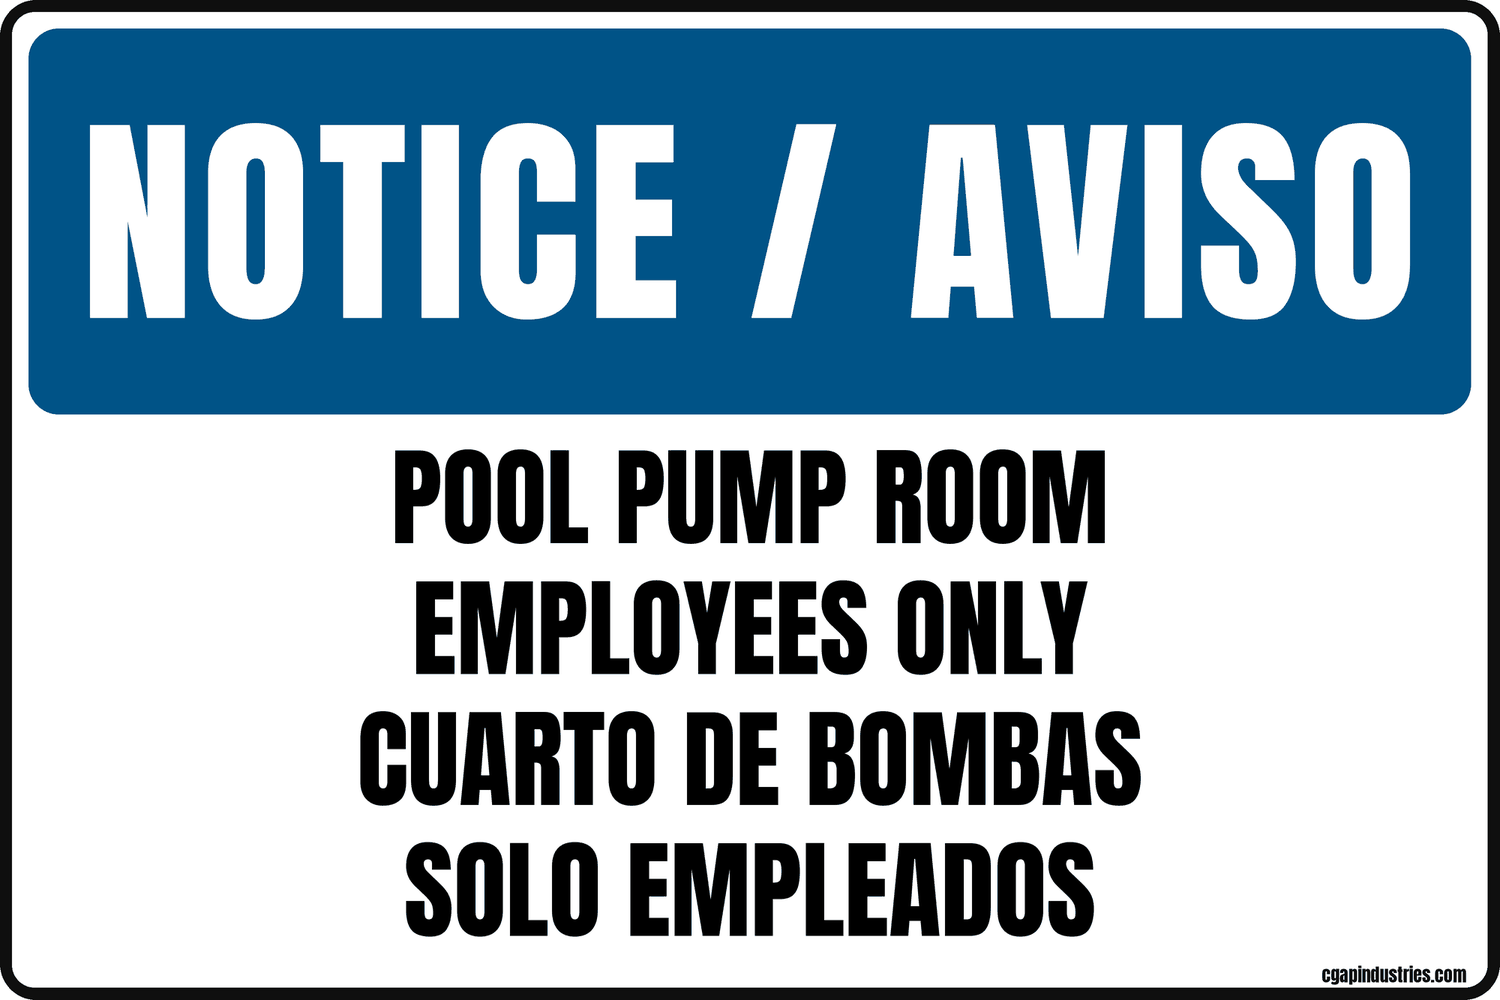 NOTICE / AVISO
POOL PUMP ROOM
EMPLOYEES ONLY
CUARTO DE BOMBAS
SOLO EMPLEADOS
cgapindustries.com